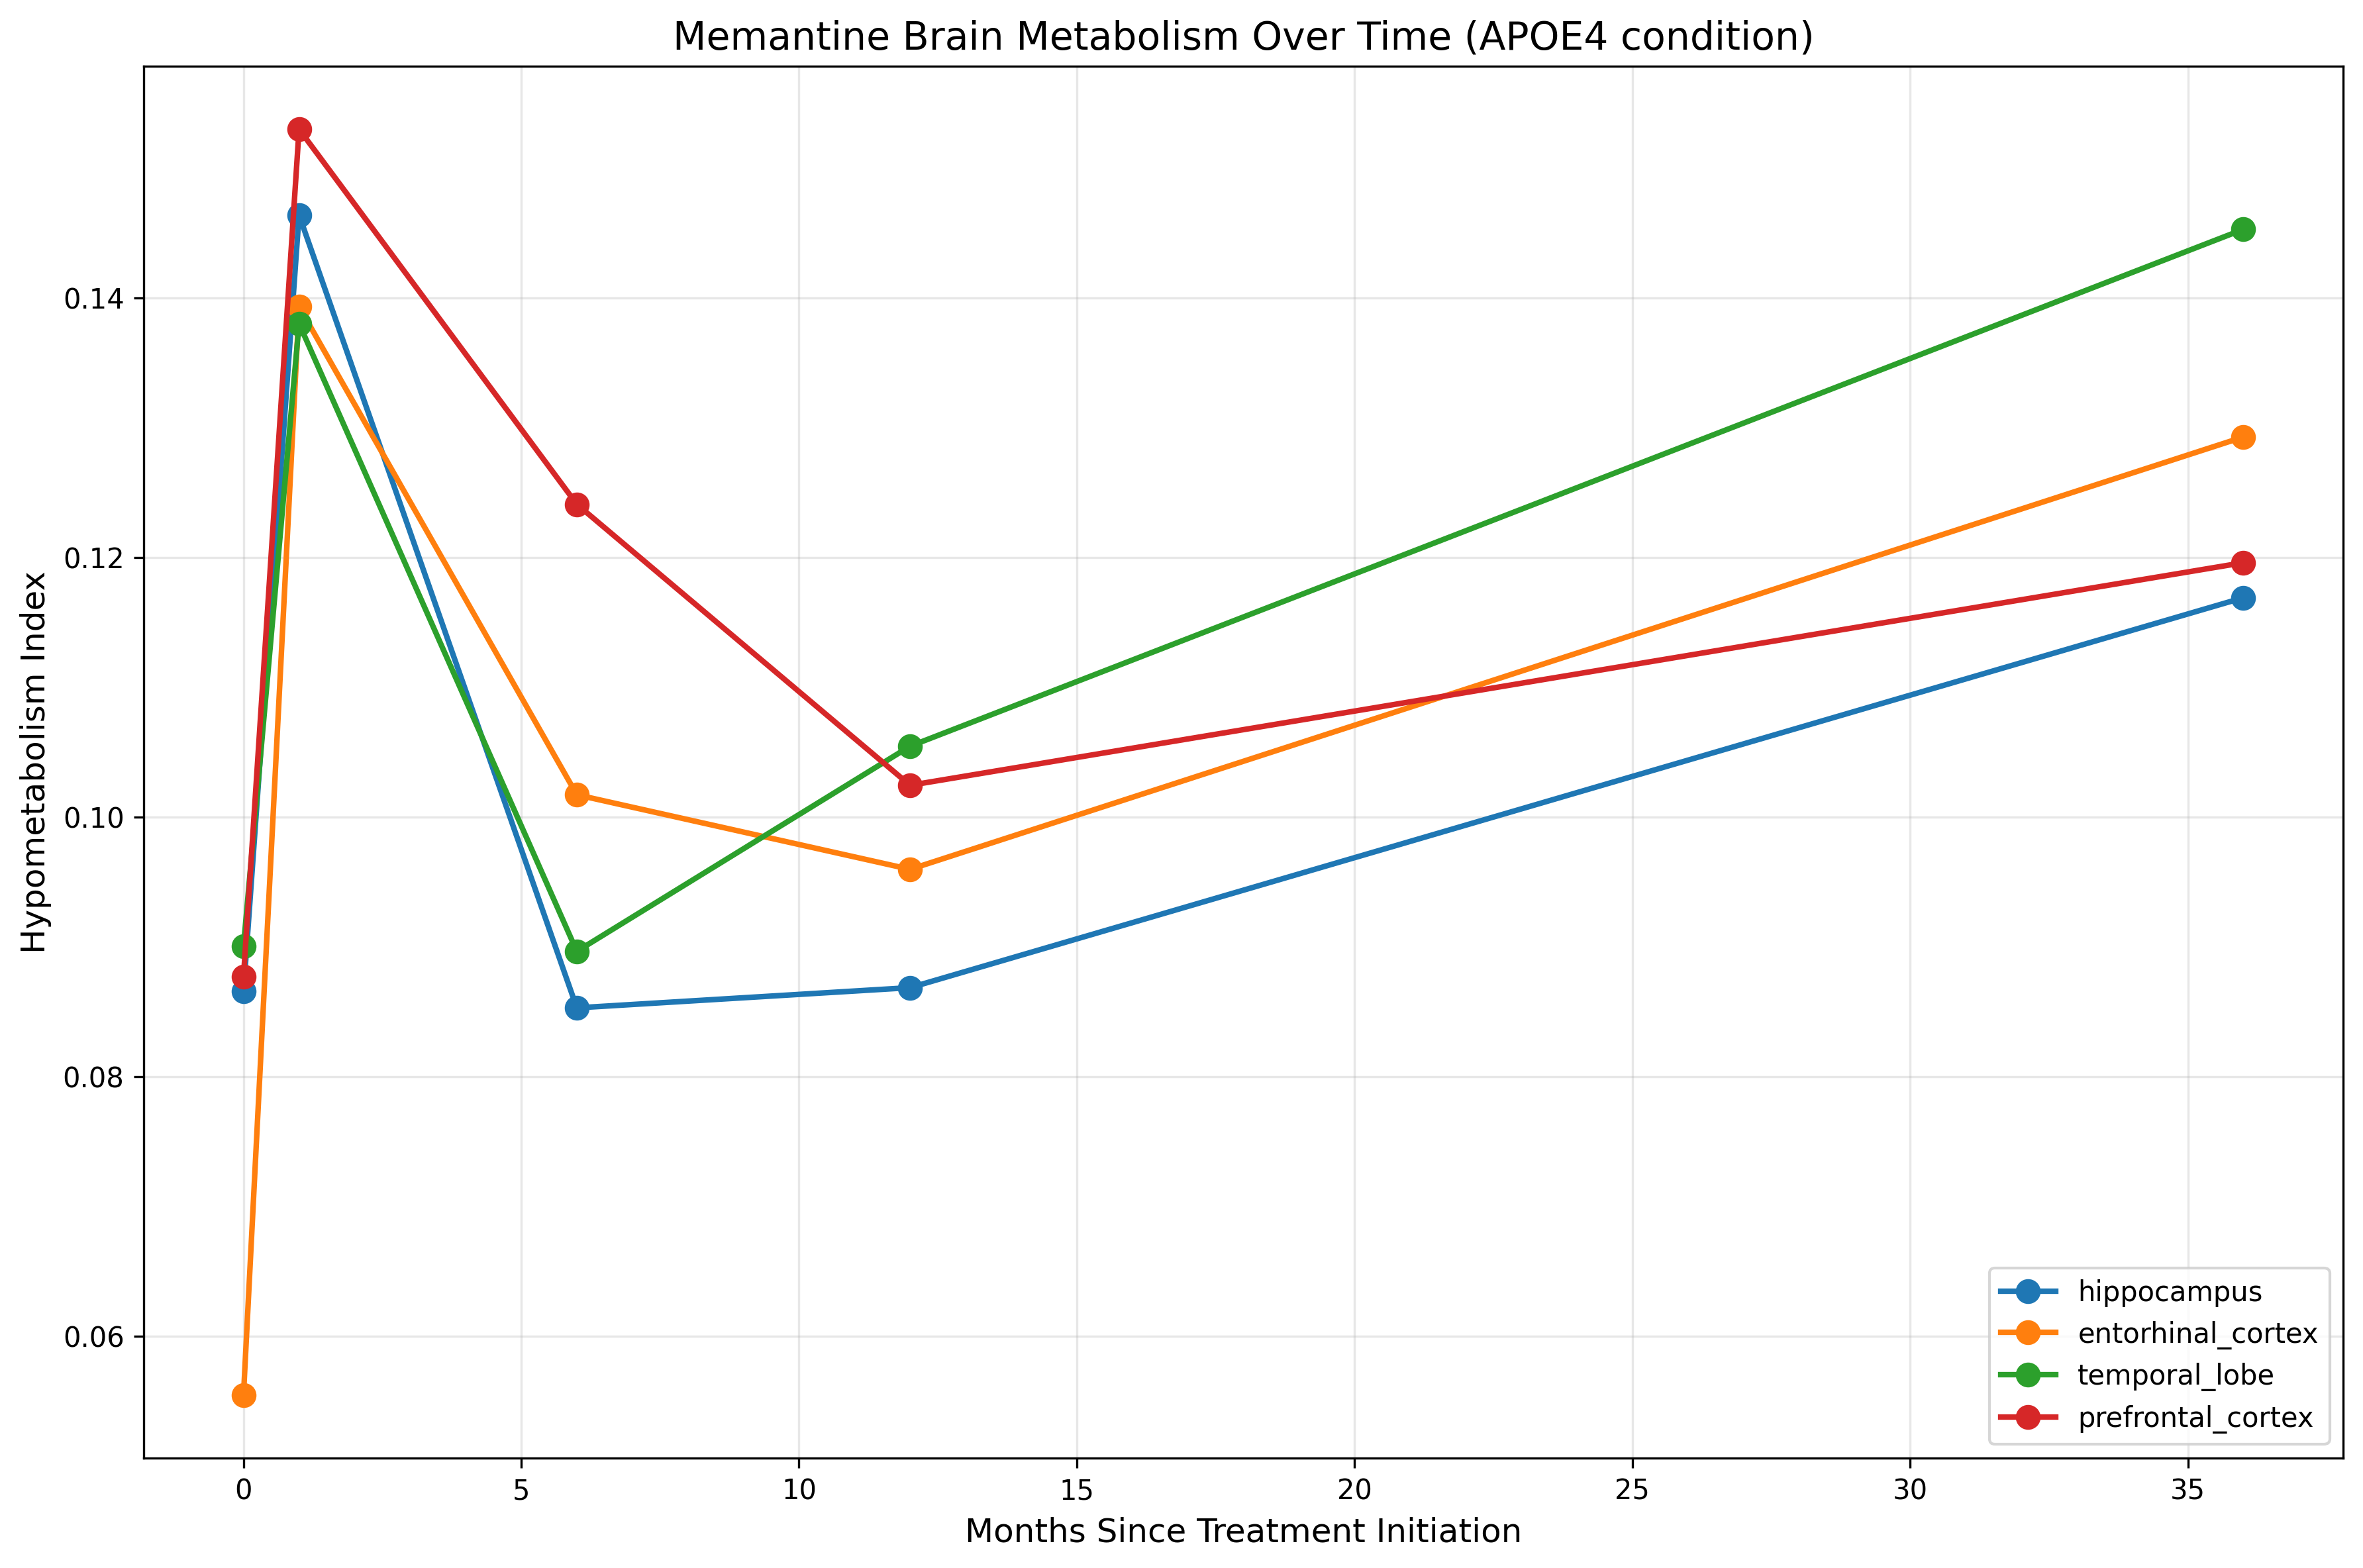 Memantine Brain Metabolism Over Time (APOE4 condition)
Hypometabolism Index
0.14
0.12
0.10
0.08
0.06
0
5
10
15
20
25
30
35
Months Since Treatment Initiation
hippocampus
entorhinal_cortex
temporal_lobe
prefrontal_cortex